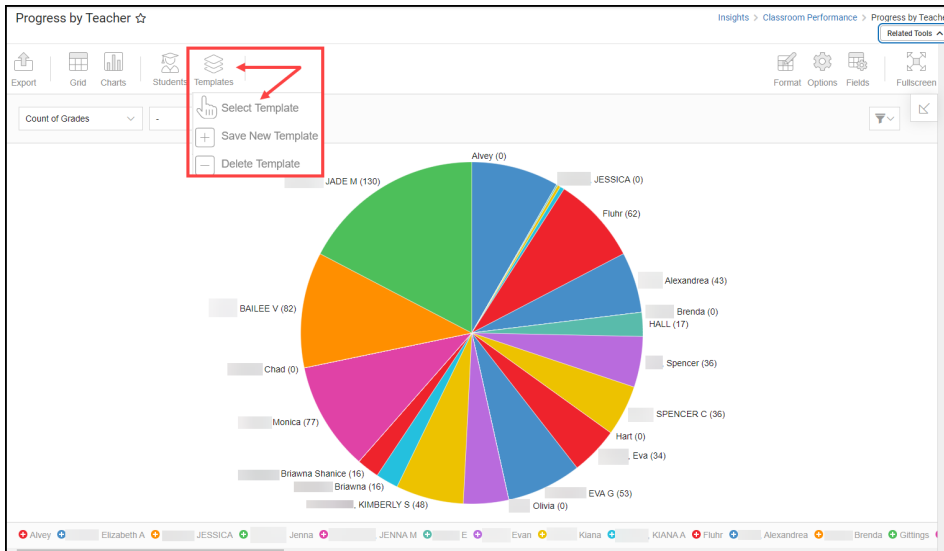 Progress by Teacher
Insights > Classroom Performance > Progress by Teache
Related Tools
Export
Grid
Charts
Students
Templates
Format
Options
Fields
Fullscreen
Select Template
Save New Template
Delete Template
Count of Grades
-
Alvey (0)
JADE M (130)
JESSICA (0)
Fluhr (62)
Alexandrea (43)
BAILEE V (82)
Brenda (0)
HALL (17)
Spencer (36)
Chad (0)
SPENCER C (36)
Monica (77)
Hart (0)
, Eva (34)
Briawna Shanice (16)
Briawna (16)
EVA G (53)
, KIMBERLY S (48)
Olivia (0)
Alvey Elizabeth A JESSICA Jenna JENNA M E Evan Kiana , KIANA A Fluhr Alexandrea Brenda Gittings